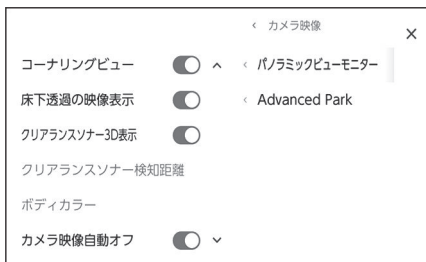 カメラ映像
コーナリングビュー
パノラミックビューモニター
床下透過の映像表示
Advanced Park
クリアランスソナー3D表示
クリアランスソナー検知距離
ボディカラー
カメラ映像自動オフ